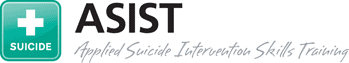 ASIST
SUICIDE
Applied Suicide Intervention Skills Training